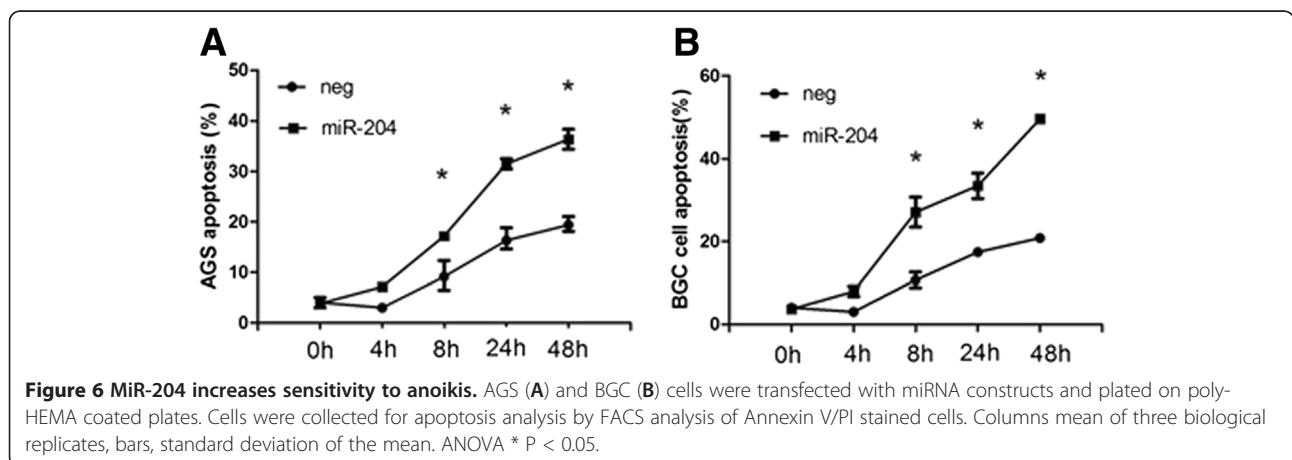 A
50
40
30
20
10
0
AGS apoptosis (%)
neg
miR-204
*
*
*
0h
4h
8h
24h
48h
B
60
40
20
0
BGC cell apoptosis(%)
neg
miR-204
*
*
*
0h
4h
8h
24h
48h
Figure 6 MiR-204 increases sensitivity to anoikis. AGS (A) and BGC (B) cells were transfected with miRNA constructs and plated on poly-
HEMA coated plates. Cells were collected for apoptosis analysis by FACS analysis of Annexin V/PI stained cells. Columns mean of three biological
replicates, bars, standard deviation of the mean. ANOVA * P < 0.05.